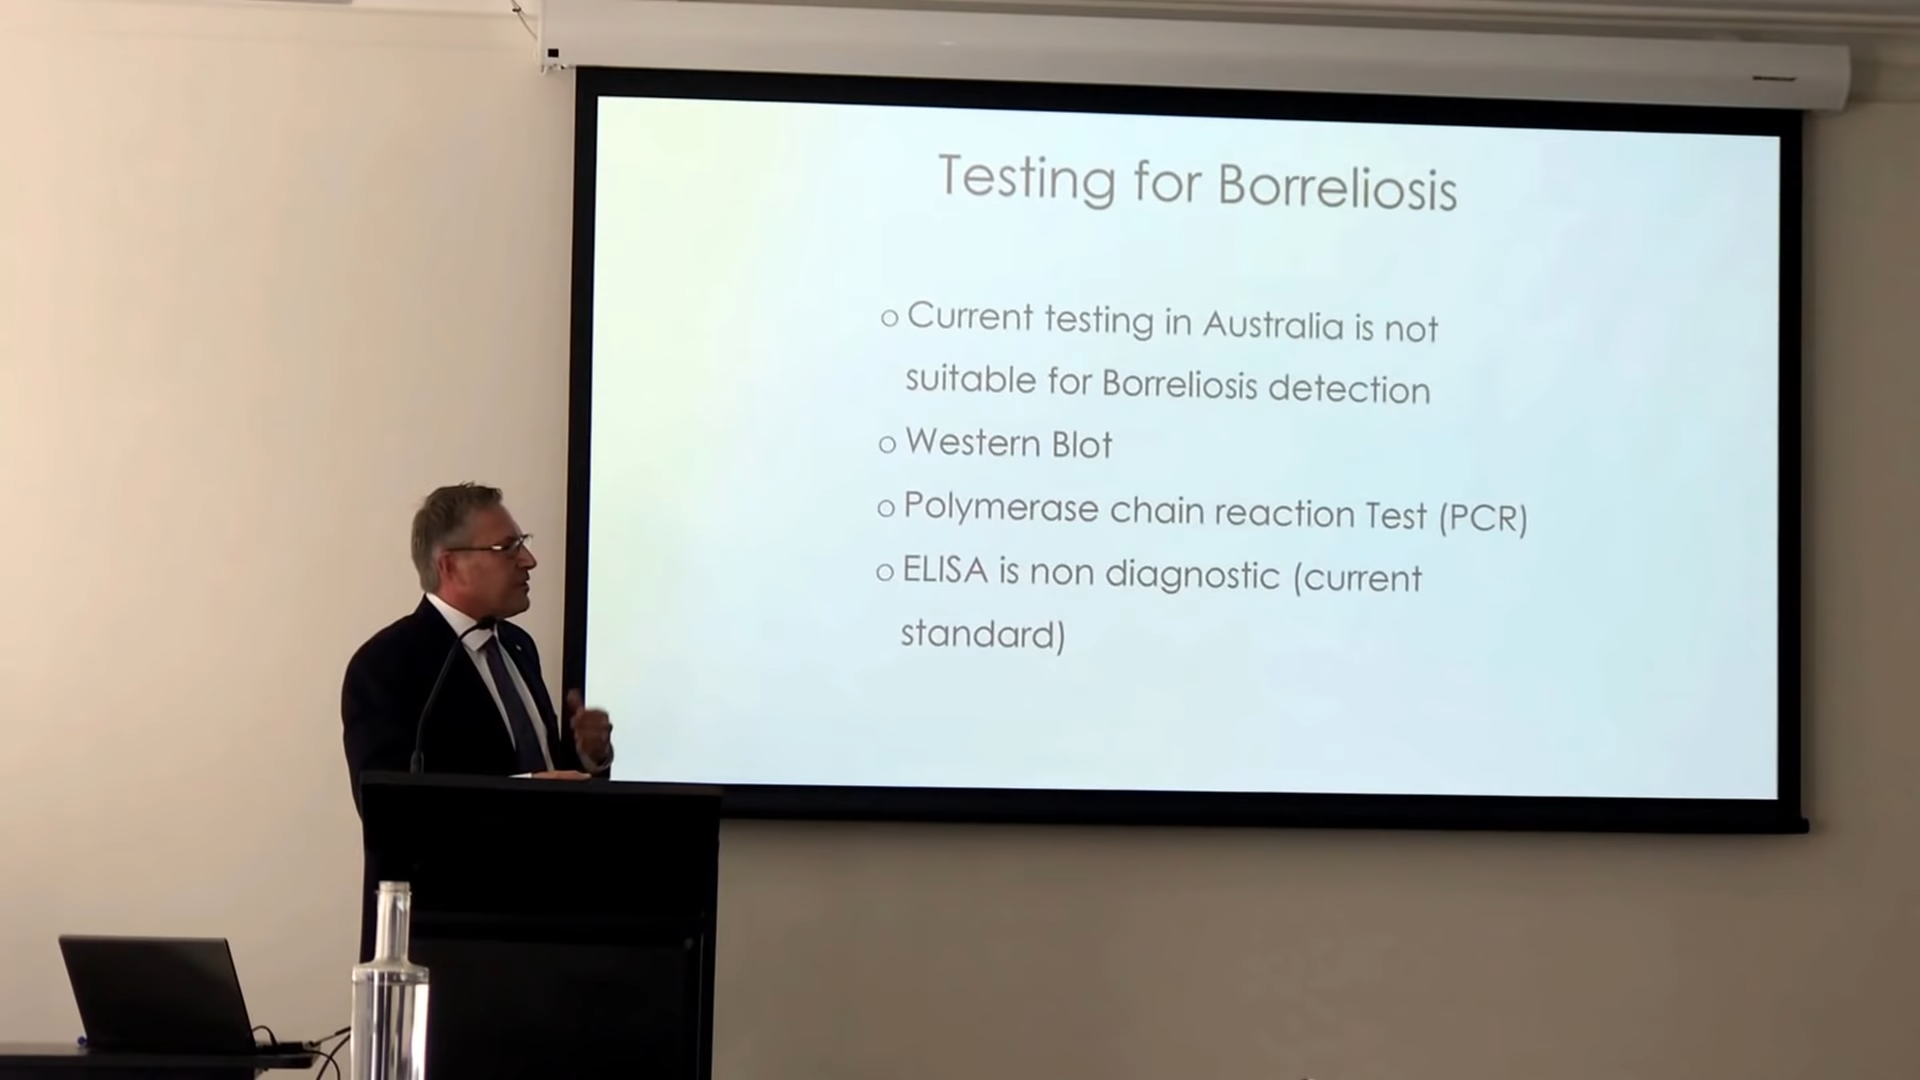 Testing for Borreliosis
o Current testing in Australia is not
suitable for Borreliosis detection
o Western Blot
o Polymerase chain reaction Test (PCR)
o ELISA is non diagnostic (current
standard)